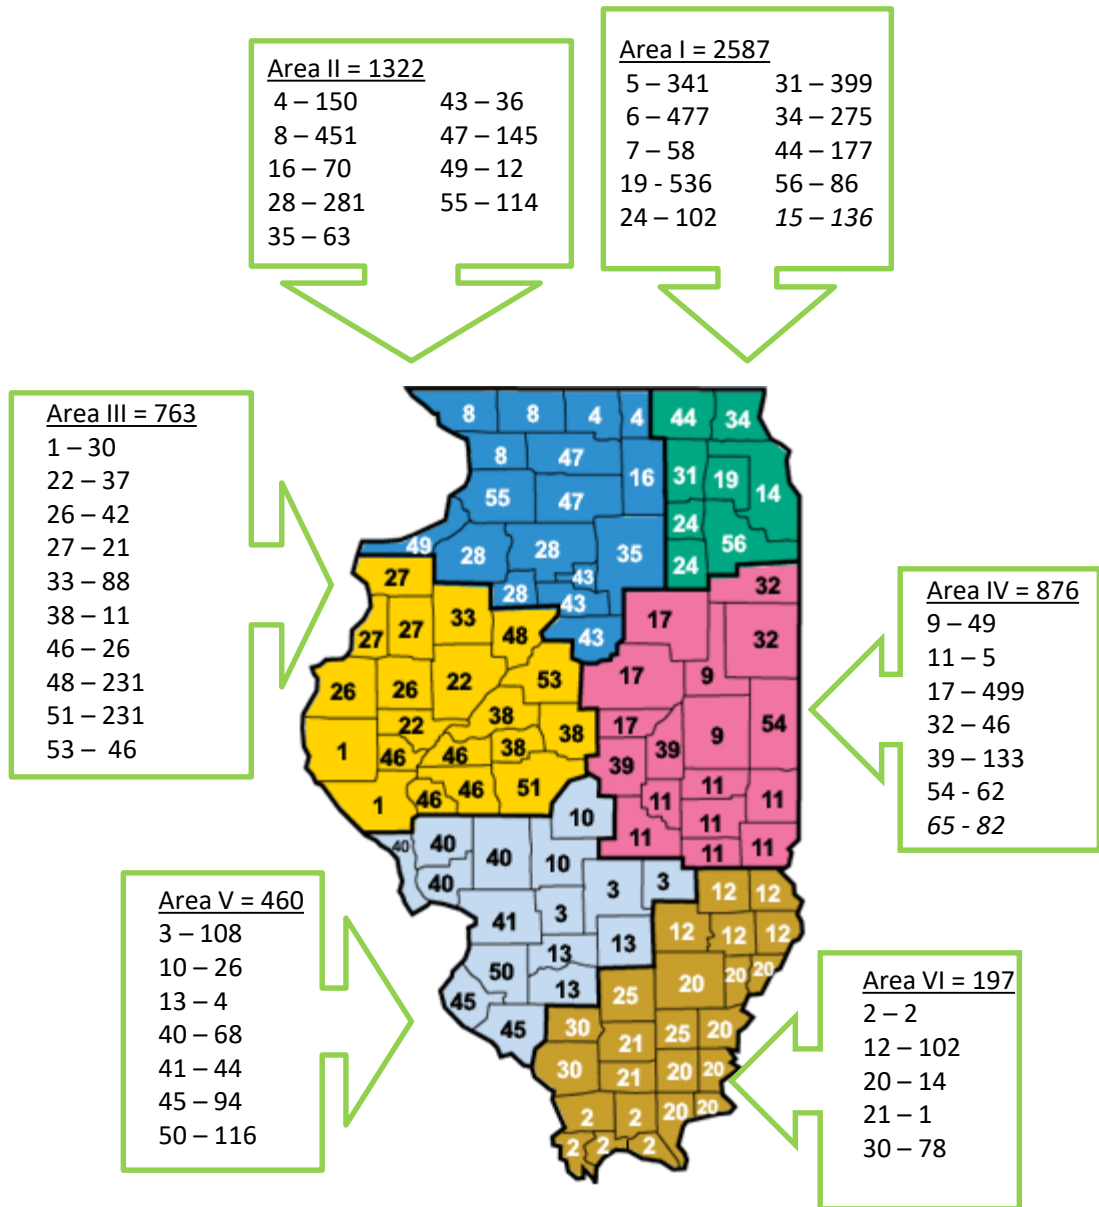 Area II = 1322
4 – 150 43 – 36
8 – 451 47 – 145
16 – 70 49 – 12
28 – 281 55 – 114
35 – 63
Area I = 2587
5 – 341 31 – 399
6 – 477 34 – 275
7 – 58 44 – 177
19 - 536 56 – 86
24 – 102 15 – 136
Area III = 763
1 – 30
22 – 37
26 – 42
27 – 21
33 – 88
38 – 11
46 – 26
48 – 231
51 – 231
53 – 46
Area IV = 876
9 – 49
11 – 5
17 – 499
32 – 46
39 – 133
54 - 62
65 - 82
Area V = 460
3 – 108
10 – 26
13 – 4
40 – 68
41 – 44
45 – 94
50 – 116
Area VI = 197
2 – 2
12 – 102
20 – 14
21 – 1
30 – 78
8 8 4 4 44 34
8 47 16 31 19 14
55 47 24 56
49 28 28 35 24
27 28 43 32
43
27 27 33 48 43 17 32
26 26 22 53 17 9
22 38 38 17 9 54
1 46 46 38 39 39
1 46 46 51 11 11
10 11 11
40 40 40 10 11 11 11
40 3 3 12 12
41 3 13 12 12 12
50 13 20 20 20
45 13 25
45 30 21 25 20
30 21 20 20
2 2 20 20
2 2 2